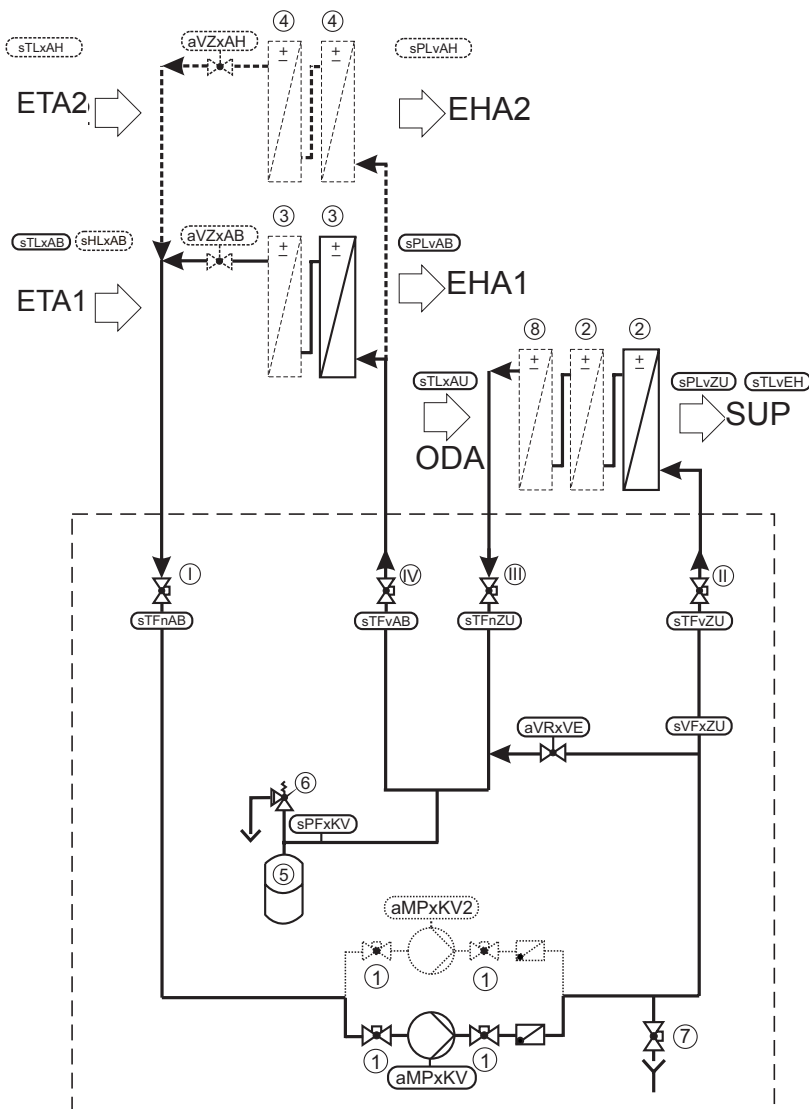 ④ ④
sTLxAH aVZxAH sPLvAH
± ±
ETA2 EHA2
③ ③
sTLxAB sHLxAB aVZxAB sPLvAB
± ±
ETA1 EHA1
⑧ ② ②
sTLxAU sPLvZU sTLvEH
± ± ±
ODA SUP
I IV III II
sTFnAB sTFvAB sTFnZU sTFvZU
aVRxVE sVFxZU
⑥
sPFxKV
⑤
aMPxKV2
① ①
⑦
① ①
aMPxKV